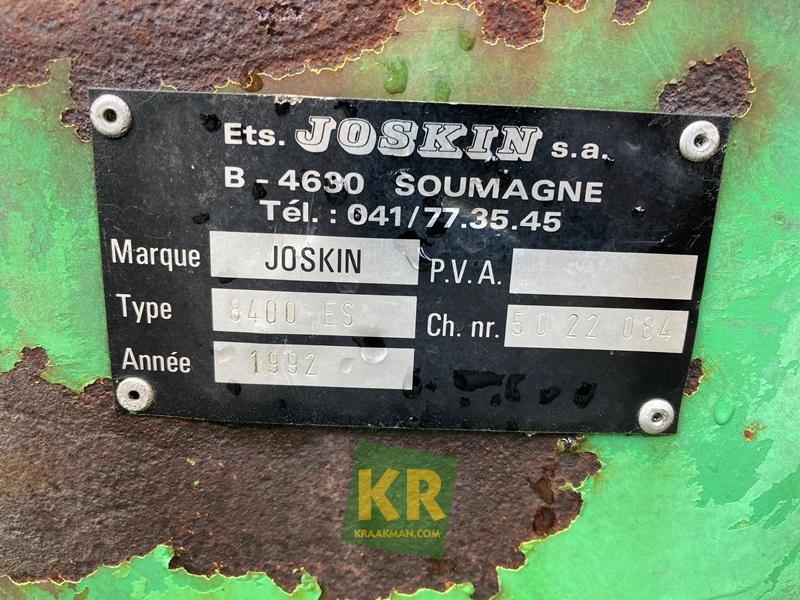 Ets. JOSKIN s.a.
B - 4630 SOUMAGNE
Tél. : 041/77.35.45
Marque JOSKIN P.V.A.
Type 8400 ES Ch. nr. 50 22 084
Année 1992
KR
KRAAKMAN.COM